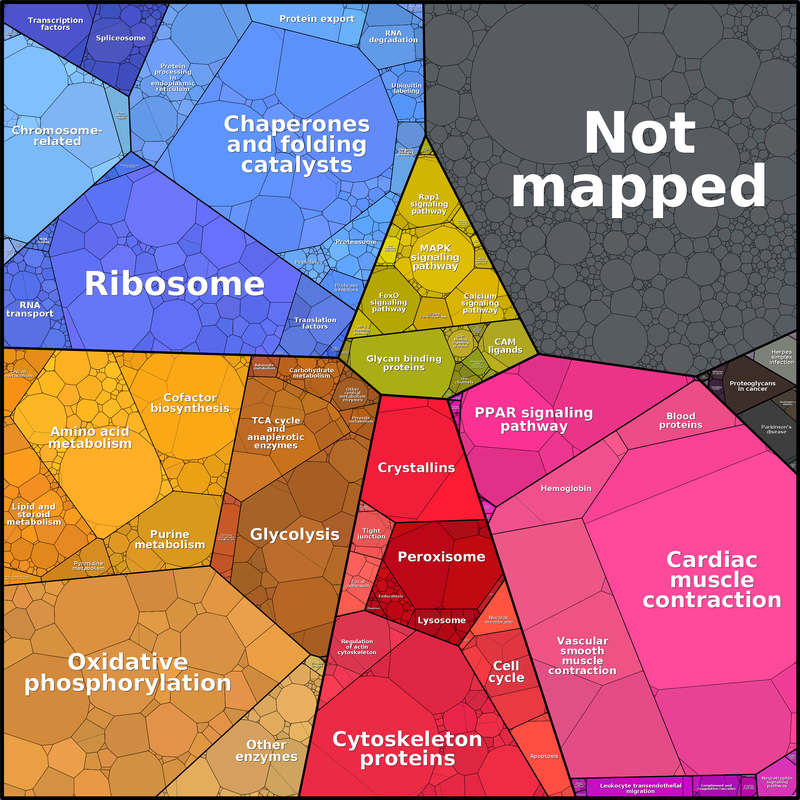 Transcription
factors
Spliceosome
Protein export
RNA
degradation
Protein
processing
in
endoplasmic
reticulum
Ubiquitin
labeling
Chromosome-
related
Chaperones
and folding
catalysts
Not
mapped
Rap1
signaling
pathway
Proteasome
MAPK
signaling
pathway
Ribosome
RNA
transport
Translation
factors
FoxO
signaling
pathway
Calcium
signaling
pathway
Glycan binding
proteins
CAM
ligands
Herpes
simplex
infection
Proteoglycans
in cancer
Parkinson's
disease
Carbohydrate
metabolism
Other
central
metabolism
enzymes
Pyruvate
metabolism
Cofactor
biosynthesis
Amino acid
metabolism
TCA cycle
and
anaplerotic
enzymes
PPAR signaling
pathway
Blood
proteins
Crystallins
Hemoglobin
Lipid and
steroid
metabolism
Purine
metabolism
Pyrimidine
metabolism
Glycolysis
Tight
junction
Peroxisome
Focal
adhesion
Endocytosis
Lysosome
Nuclear
membrane
Cardiac
muscle
contraction
Vascular
smooth
muscle
contraction
Regulation
of actin
cytoskeleton
Cell
cycle
Oxidative
phosphorylation
Other
enzymes
Cytoskeleton
proteins
Apoptosis
Leukocyte transendothelial
migration
Complement and
coagulation cascades
Neurotrophin
signaling
pathway